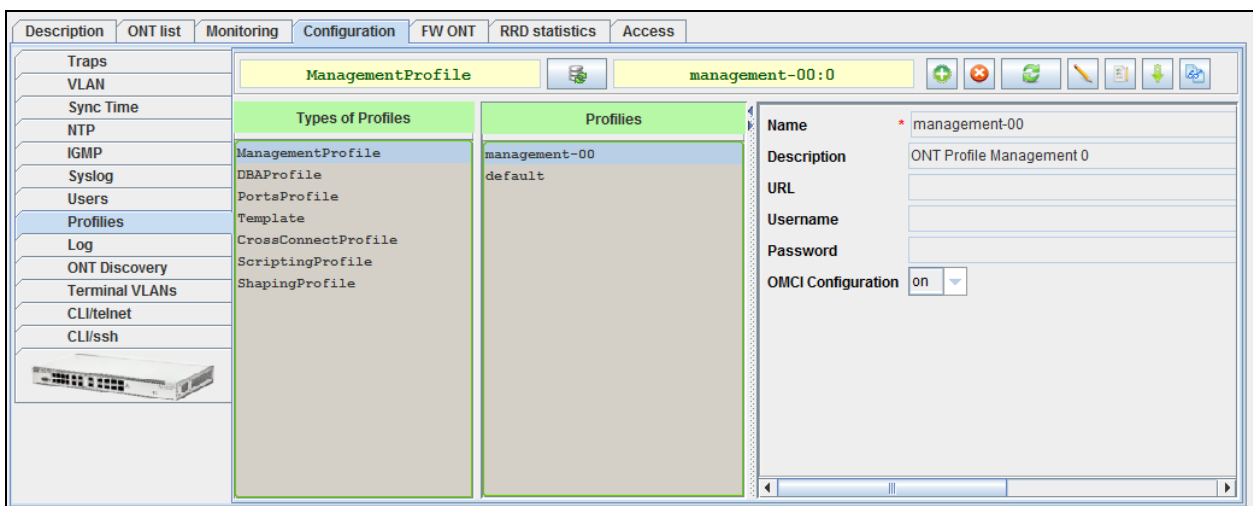 Description ONT list Monitoring Configuration FW ONT RRD statistics Access
Traps
VLAN
Sync Time
NTP
IGMP
Syslog
Users
Profilies
Log
ONT Discovery
Terminal VLANs
CLI/telnet
CLI/ssh
ManagementProfile
management-00:0
Types of Profiles
ManagementProfile
DBAProfile
PortsProfile
Template
CrossConnectProfile
ScriptingProfile
ShapingProfile
Profilies
management-00
default
Name * management-00
Description ONT Profile Management 0
URL
Username
Password
OMCI Configuration on